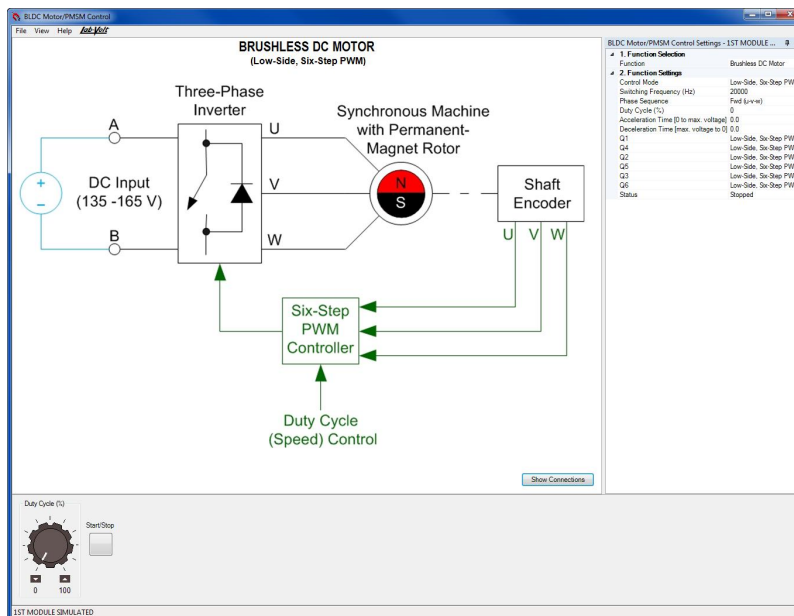 BLDC Motor/PMSM Control
File View Help Lab-Volt
BRUSHLESS DC MOTOR
(Low-Side, Six-Step PWM)
Three-Phase
Inverter
Synchronous Machine
with Permanent-
Magnet Rotor
A
U
DC Input
(135 -165 V)
V
N
S
Shaft
Encoder
B
W
U V W
Six-Step
PWM
Controller
Duty Cycle
(Speed) Control
Show Connections
BLDC Motor/PMSM Control Settings - 1ST MODULE ...
1. Function Selection
Function Brushless DC Motor
2. Function Settings
Control Mode Low-Side, Six-Step PW
Switching Frequency (Hz) 20000
Phase Sequence Fwd (u-v-w)
Duty Cycle (%) 0
Acceleration Time [0 to max. voltage] 0.0
Deceleration Time [max. voltage to 0] 0.0
Q1 Low-Side, Six-Step PW
Q4 Low-Side, Six-Step PW
Q2 Low-Side, Six-Step PW
Q5 Low-Side, Six-Step PW
Q3 Low-Side, Six-Step PW
Q6 Low-Side, Six-Step PW
Status Stopped
Duty Cycle (%)
Start/Stop
0 100
1ST MODULE SIMULATED